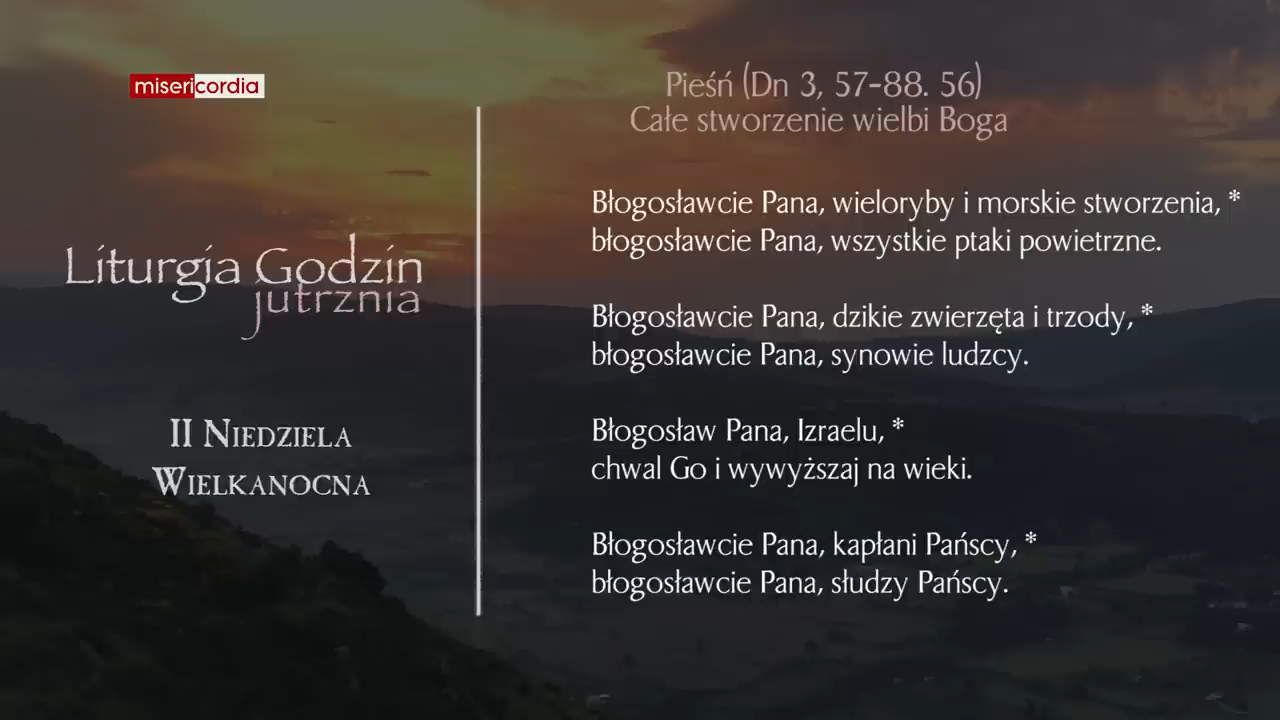 misericordia
Liturgia Godzin
jutrznia
II Niedziela
Wielkanocna
Pieśń (Dn 3, 57-88. 56)
Całe stworzenie wielbi Boga
Błogosławcie Pana, wieloryby i morskie stworzenia, *
błogosławcie Pana, wszystkie ptaki powietrzne.
Błogosławcie Pana, dzikie zwierzęta i trzody, *
błogosławcie Pana, synowie ludzcy.
Błogosław Pana, Izraelu, *
chwal Go i wywyższaj na wieki.
Błogosławcie Pana, kapłani Pańscy, *
błogosławcie Pana, słudzy Pańscy.